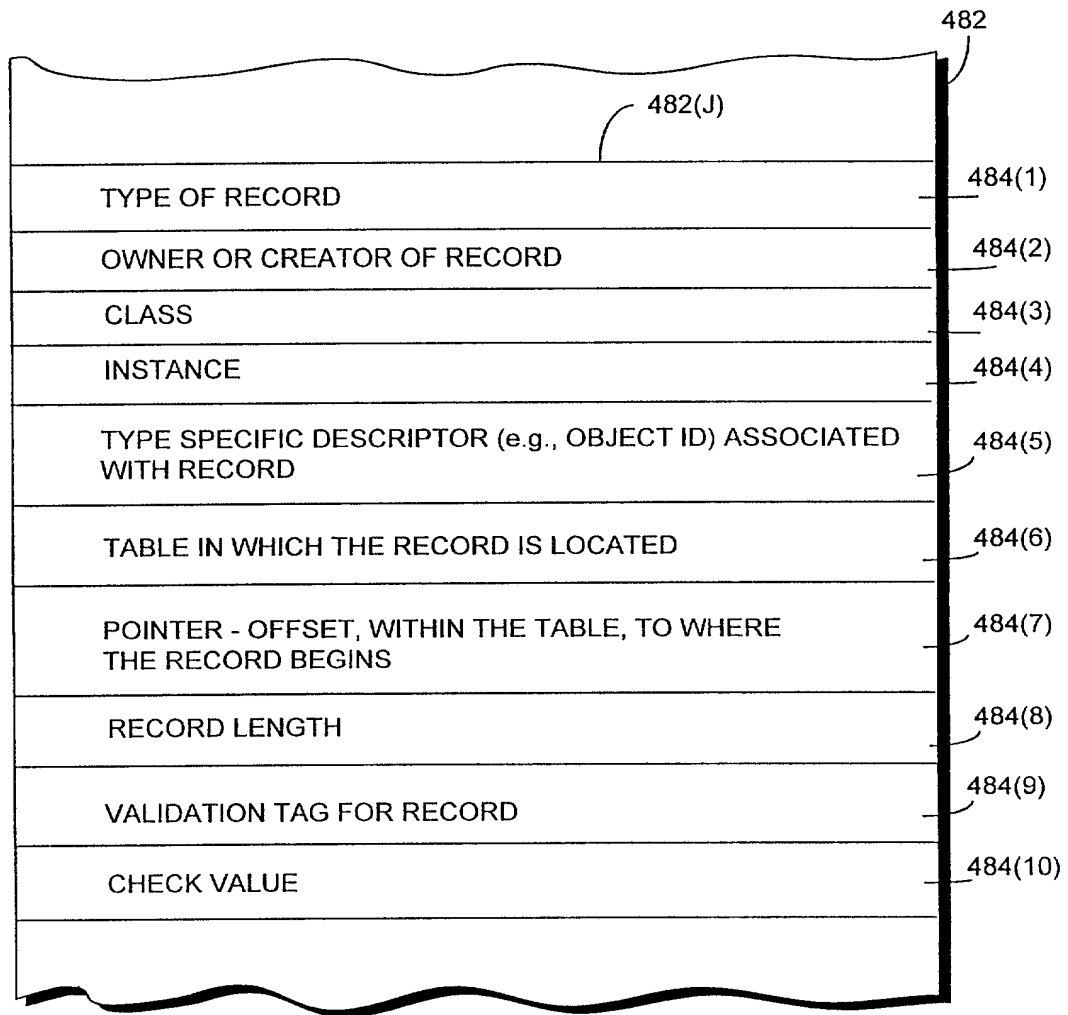 482
482(J)
TYPE OF RECORD 484(1)
OWNER OR CREATOR OF RECORD 484(2)
CLASS 484(3)
INSTANCE 484(4)
TYPE SPECIFIC DESCRIPTOR (e.g., OBJECT ID) ASSOCIATED 484(5)
WITH RECORD
TABLE IN WHICH THE RECORD IS LOCATED 484(6)
POINTER - OFFSET, WITHIN THE TABLE, TO WHERE 484(7)
THE RECORD BEGINS
RECORD LENGTH 484(8)
VALIDATION TAG FOR RECORD 484(9)
CHECK VALUE 484(10)